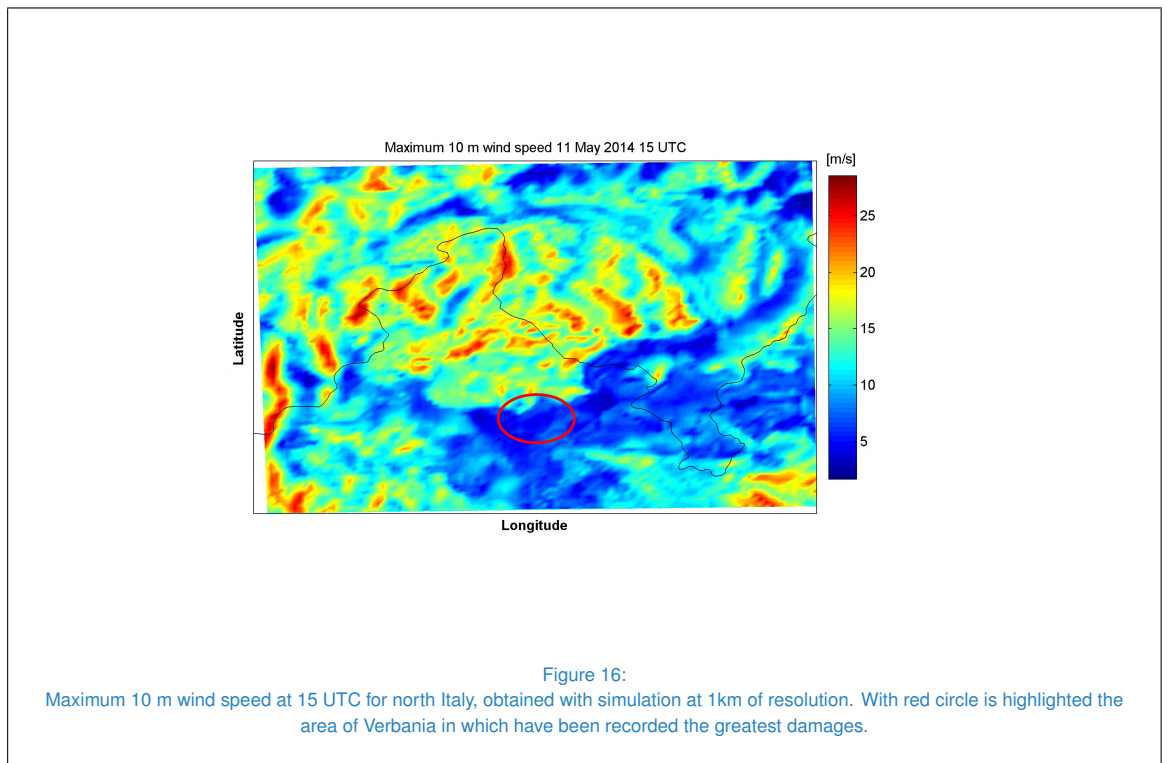 Maximum 10 m wind speed 11 May 2014 15 UTC
[m/s]
25
20
15
10
5
Latitude
Longitude
Figure 16:
Maximum 10 m wind speed at 15 UTC for north Italy, obtained with simulation at 1km of resolution. With red circle is highlighted the
area of Verbania in which have been recorded the greatest damages.